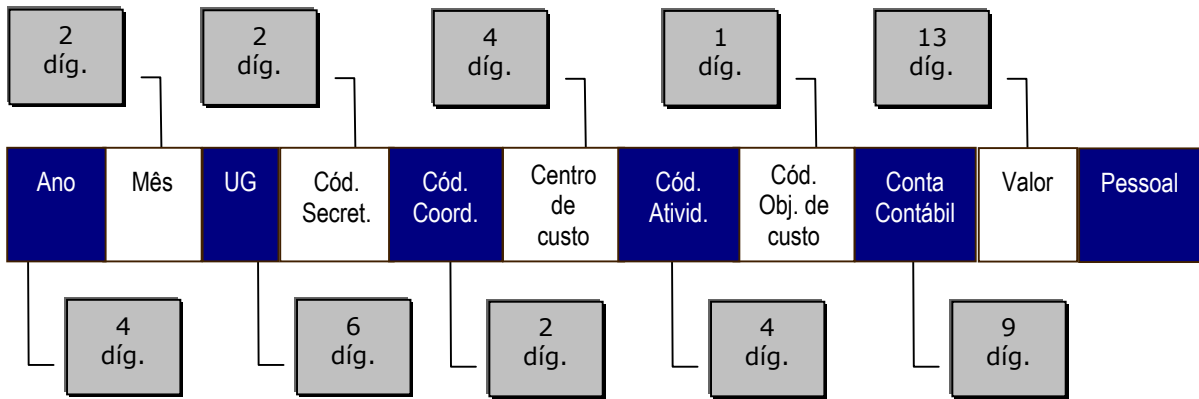 2
díg.
2
díg.
4
díg.
1
díg.
13
díg.
Ano
Mês
UG
Cód.
Secret.
Cód.
Coord.
Centro
de
custo
Cód.
Ativid.
Cód.
Obj. de
custo
Conta
Contábil
Valor
Pessoal
4
díg.
6
díg.
2
díg.
4
díg.
9
díg.